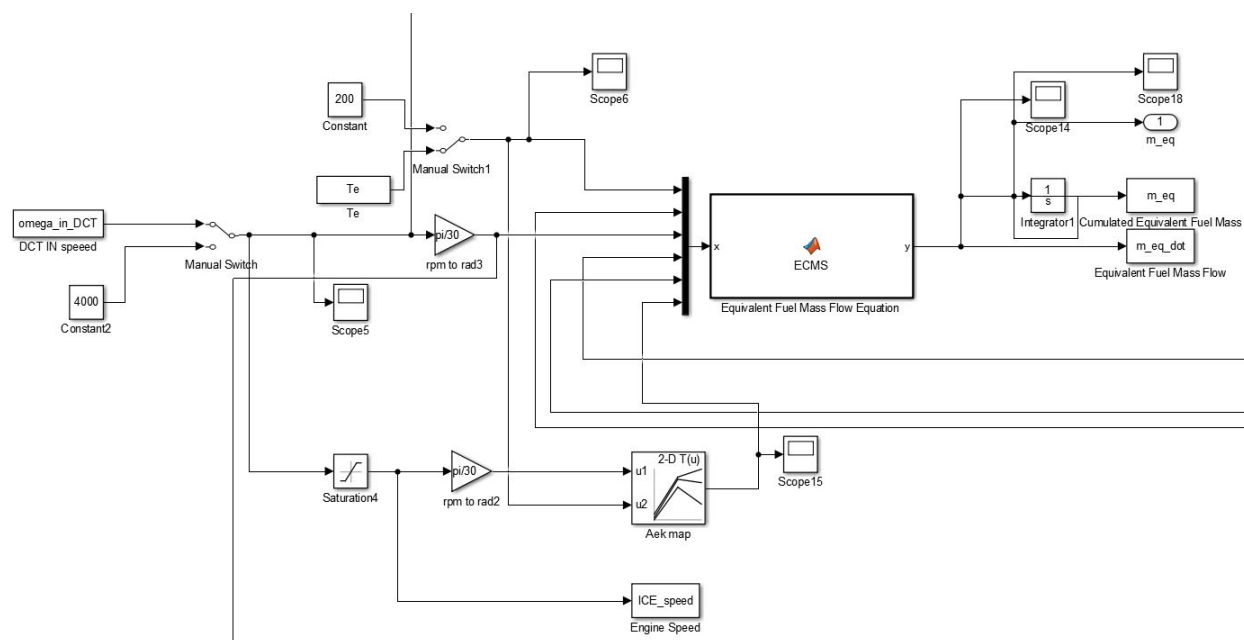 Scope6
Scope18
200
Constant
Scope14
1
m_eq
Manual Switch1
Te
Te
omega_in_DCT
DCT IN speeed
pi/30
rpm to rad3
Manual Switch
x
ECMS
y
Equivalent Fuel Mass Flow Equation
1
s
Integrator1
m_eq
Cumulated Equivalent Fuel Mass
m_eq_dot
Equivalent Fuel Mass Flow
4000
Constant2
Scope5
Saturation4
pi/30
rpm to rad2
2-D T(u)
u1
u2
Aek map
Scope15
ICE_speed
Engine Speed